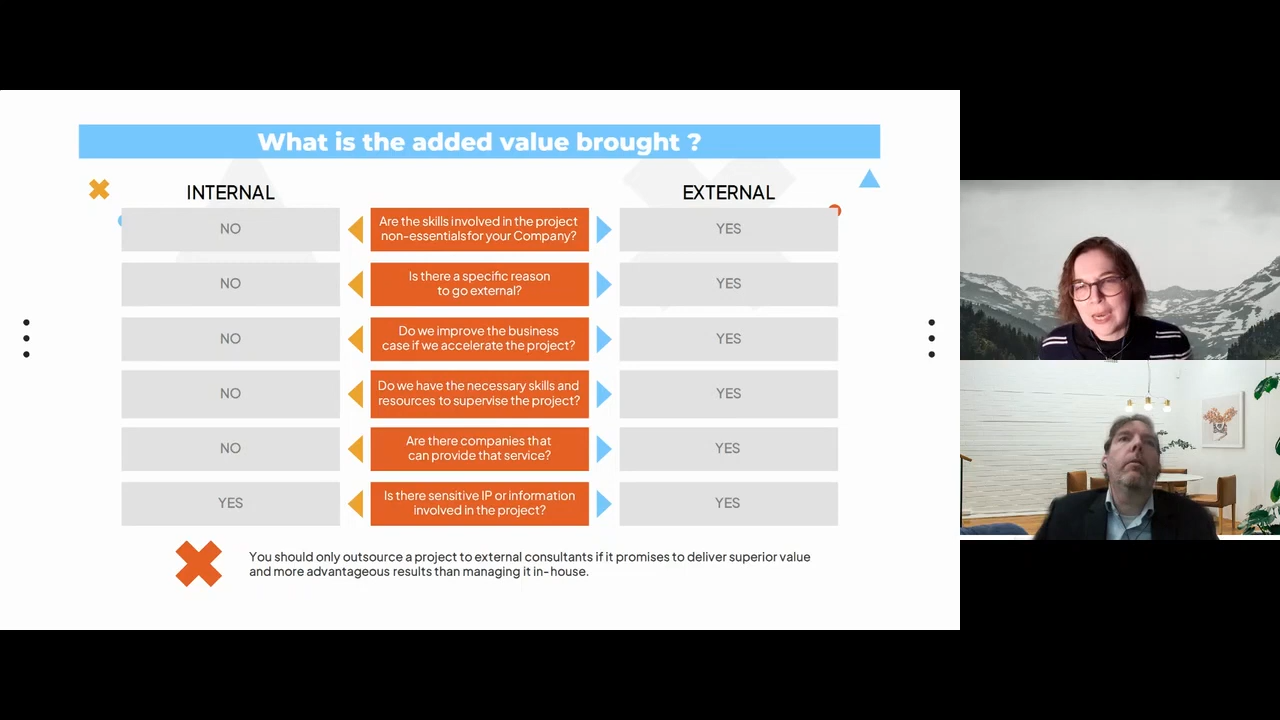 What is the added value brought ?
INTERNAL
EXTERNAL
NO
Are the skills involved in the project
non-essentials for your Company?
YES
NO
Is there a specific reason
to go external?
YES
NO
Do we improve the business
case if we accelerate the project?
YES
NO
Do we have the necessary skills and
resources to supervise the project?
YES
NO
Are there companies that
can provide that service?
YES
YES
Is there sensitive IP or information
involved in the project?
YES
You should only outsource a project to external consultants if it promises to deliver superior value
and more advantageous results than managing it in-house.